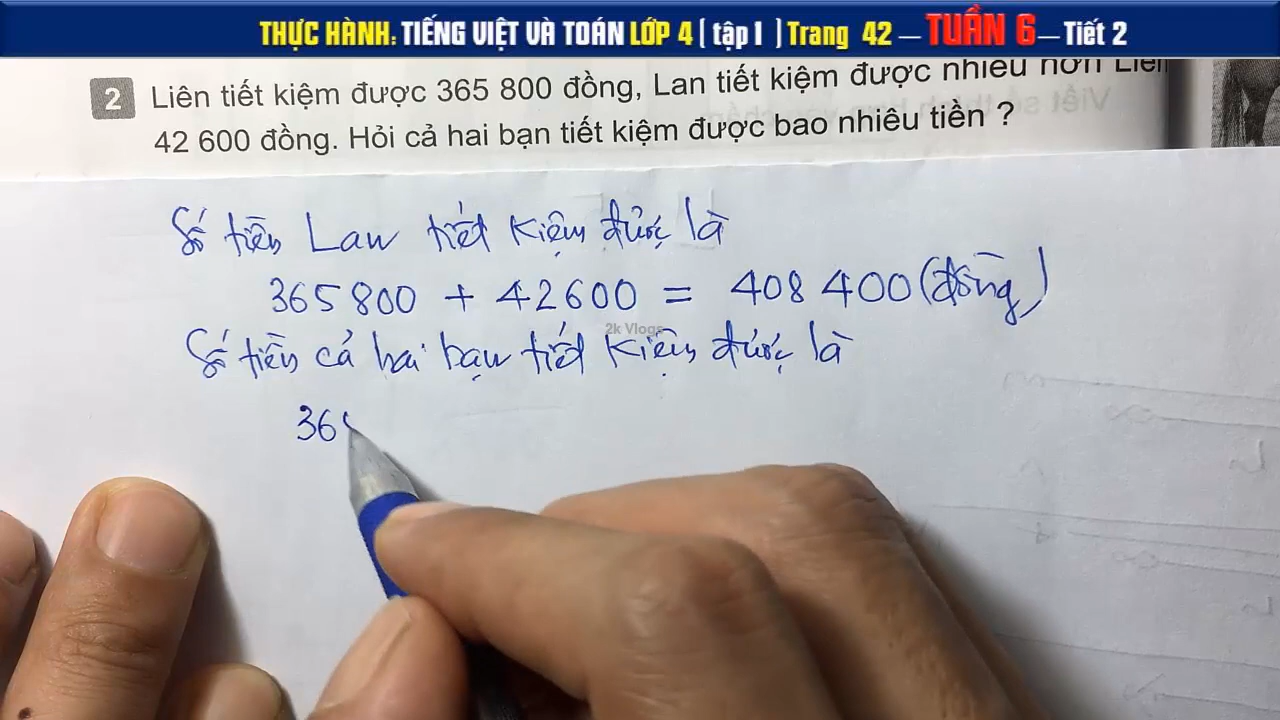 THỰC HÀNH: TIẾNG VIỆT VÀ TOÁN LỚP 4 ( tập I ) Trang 42 – TUẦN 6 – Tiết 2
2 Liên tiết kiệm được 365 800 đồng, Lan tiết kiệm được nhiều hơn Liên
42 600 đồng. Hỏi cả hai bạn tiết kiệm được bao nhiêu tiền ?
Số tiền Lan tiết kiệm được là
365 800 + 42600 = 408 400 (đồng)
2k Vlogs
Số tiền cả hai bạn tiết kiệm được là
36